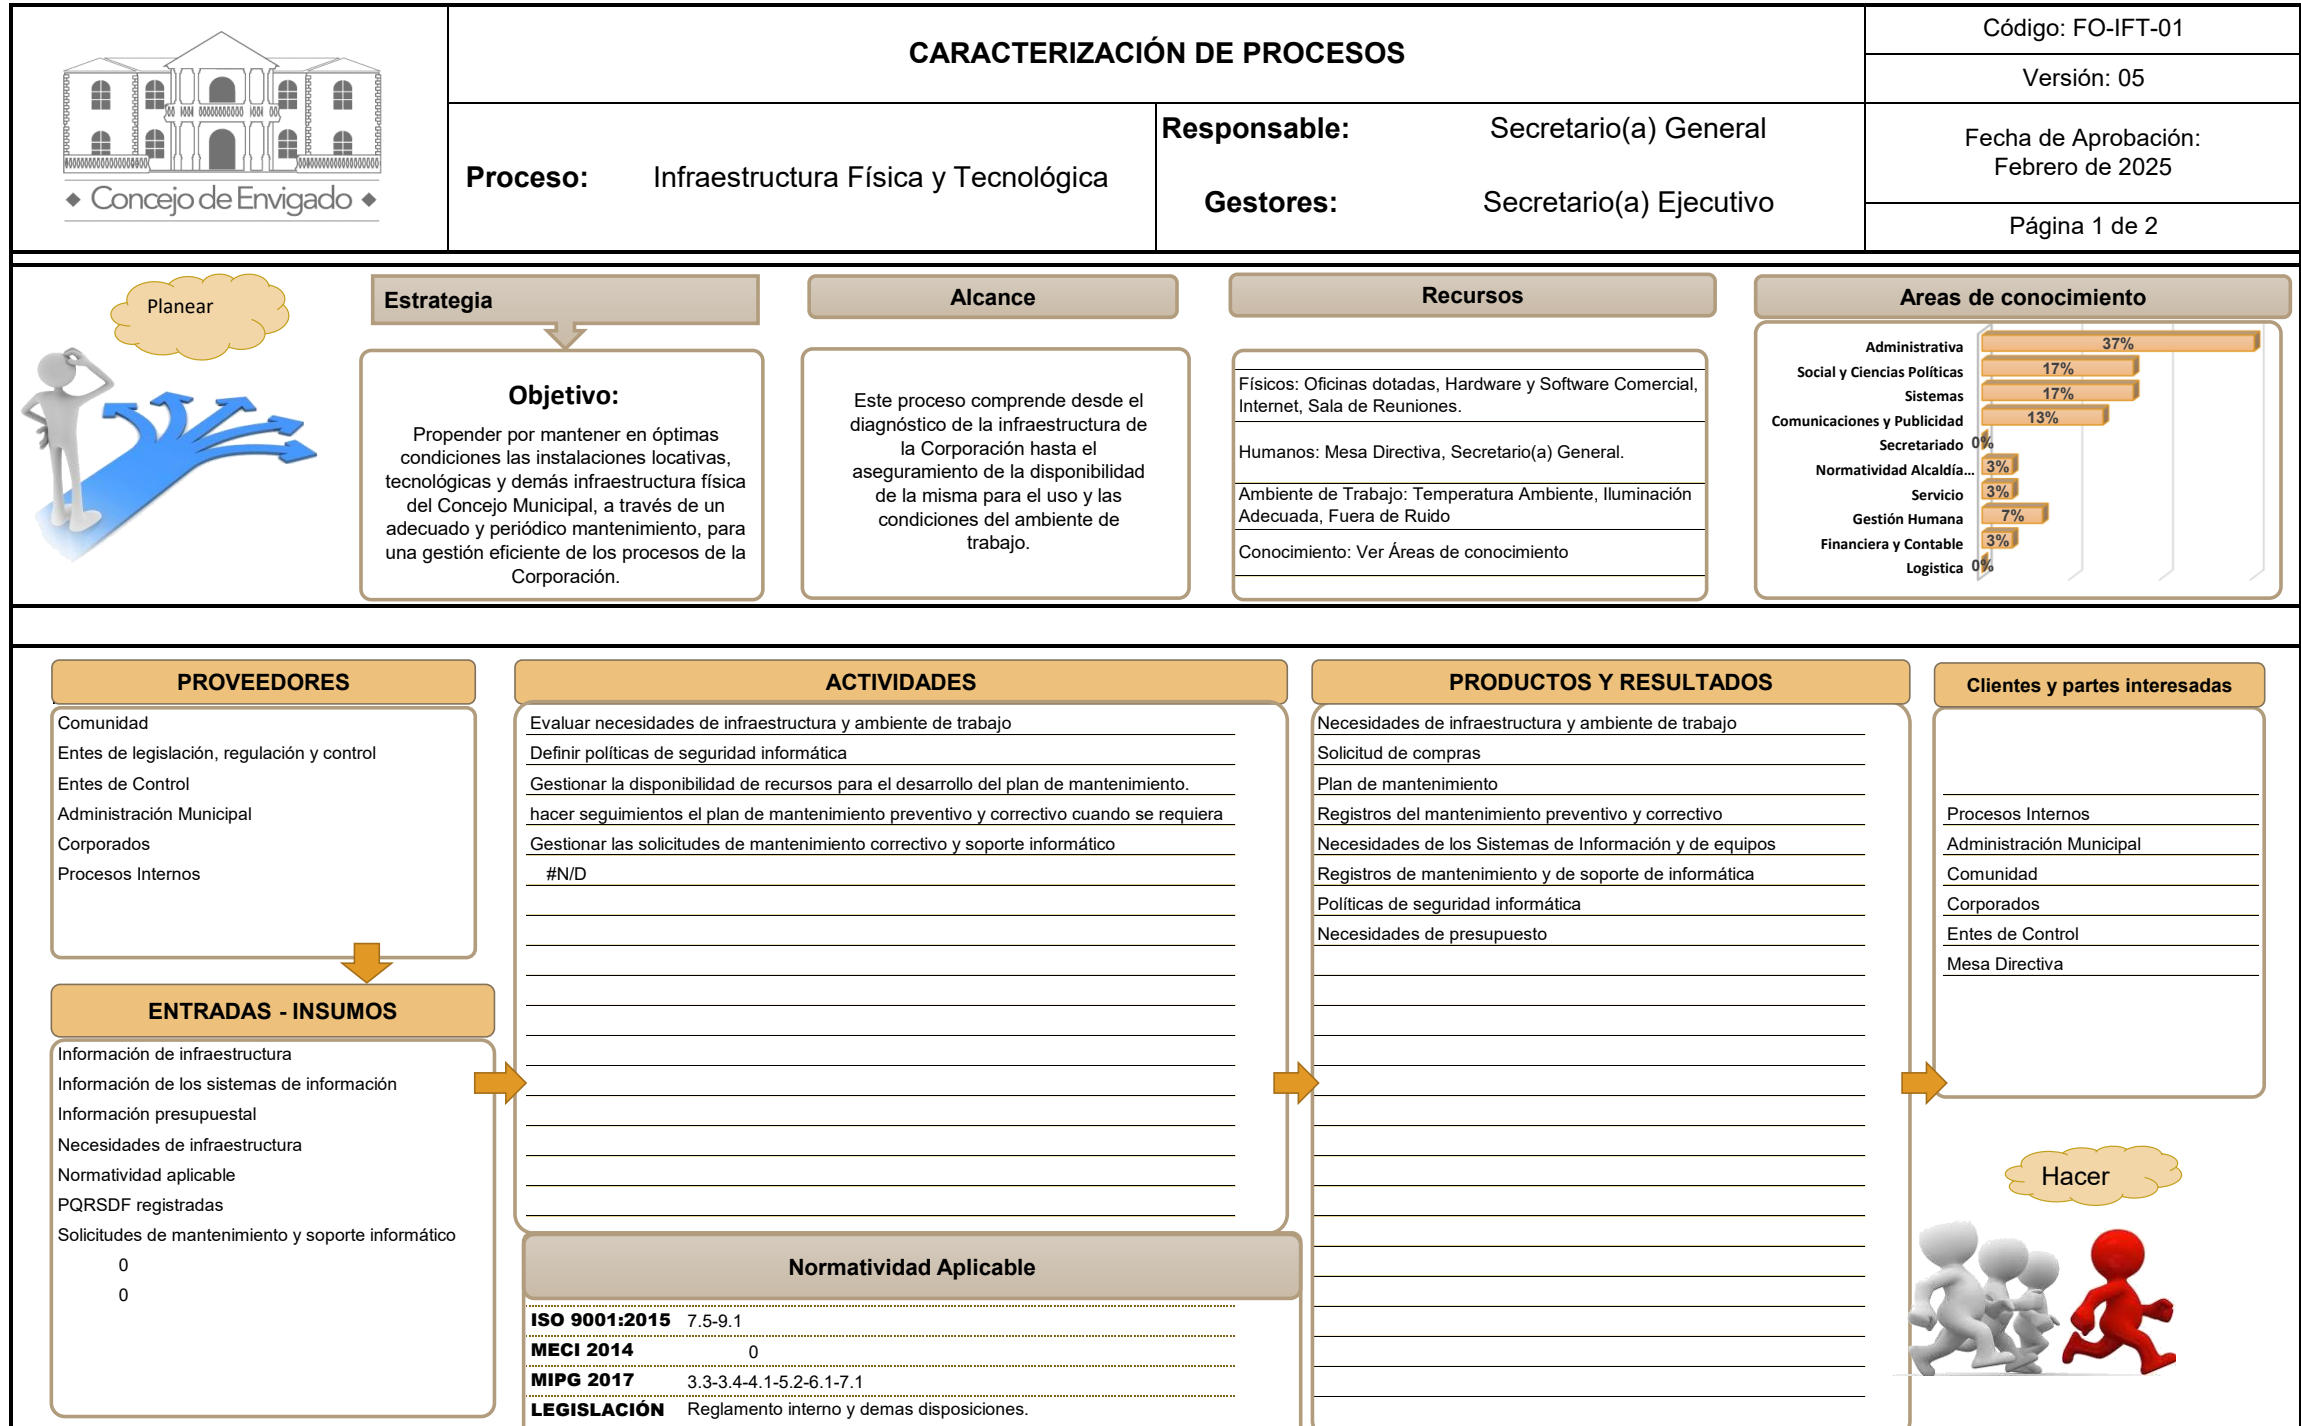 Concejo de Envigado
CARACTERIZACIÓN DE PROCESOS
Código: FO-IFT-01
Versión: 05
Proceso: Infraestructura Física y Tecnológica
Responsable: Secretario(a) General
Gestores: Secretario(a) Ejecutivo
Fecha de Aprobación:
Febrero de 2025
Página 1 de 2
Planear
Estrategia
Objetivo:
Propender por mantener en óptimas
condiciones las instalaciones locativas,
tecnológicas y demás infraestructura física
del Concejo Municipal, a través de un
adecuado y periódico mantenimiento, para
una gestión eficiente de los procesos de la
Corporación.
Alcance
Este proceso comprende desde el
diagnóstico de la infraestructura de
la Corporación hasta el
aseguramiento de la disponibilidad
de la misma para el uso y las
condiciones del ambiente de
trabajo.
Recursos
Físicos: Oficinas dotadas, Hardware y Software Comercial,
Internet, Sala de Reuniones.
Humanos: Mesa Directiva, Secretario(a) General.
Ambiente de Trabajo: Temperatura Ambiente, Iluminación
Adecuada, Fuera de Ruido
Conocimiento: Ver Áreas de conocimiento
Areas de conocimiento
Administrativa 37%
Social y Ciencias Políticas 17%
Sistemas 17%
Comunicaciones y Publicidad 13%
Secretariado 0%
Normatividad Alcaldía... 3%
Servicio 3%
Gestión Humana 7%
Financiera y Contable 3%
Logistica 0%
PROVEEDORES
Comunidad
Entes de legislación, regulación y control
Entes de Control
Administración Municipal
Corporados
Procesos Internos
ENTRADAS - INSUMOS
Información de infraestructura
Información de los sistemas de información
Información presupuestal
Necesidades de infraestructura
Normatividad aplicable
PQRSDF registradas
Solicitudes de mantenimiento y soporte informático
0
0
ACTIVIDADES
Evaluar necesidades de infraestructura y ambiente de trabajo
Definir políticas de seguridad informática
Gestionar la disponibilidad de recursos para el desarrollo del plan de mantenimiento.
hacer seguimientos el plan de mantenimiento preventivo y correctivo cuando se requiera
Gestionar las solicitudes de mantenimiento correctivo y soporte informático
#N/D
Normatividad Aplicable
ISO 9001:2015 7.5-9.1
MECI 2014 0
MIPG 2017 3.3-3.4-4.1-5.2-6.1-7.1
LEGISLACIÓN Reglamento interno y demas disposiciones.
PRODUCTOS Y RESULTADOS
Necesidades de infraestructura y ambiente de trabajo
Solicitud de compras
Plan de mantenimiento
Registros del mantenimiento preventivo y correctivo
Necesidades de los Sistemas de Información y de equipos
Registros de mantenimiento y de soporte de informática
Políticas de seguridad informática
Necesidades de presupuesto
Clientes y partes interesadas
Procesos Internos
Administración Municipal
Comunidad
Corporados
Entes de Control
Mesa Directiva
Hacer